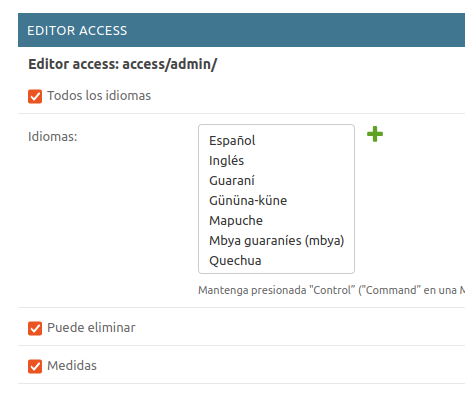 EDITOR ACCESS
Editor access: access/admin/
Todos los idiomas
Idiomas:
Español
Inglés
Guaraní
Gününa-küne
Mapuche
Mbya guaraníes (mbya)
Quechua
Mantenga presionada "Control" ("Command" en una M
Puede eliminar
Medidas